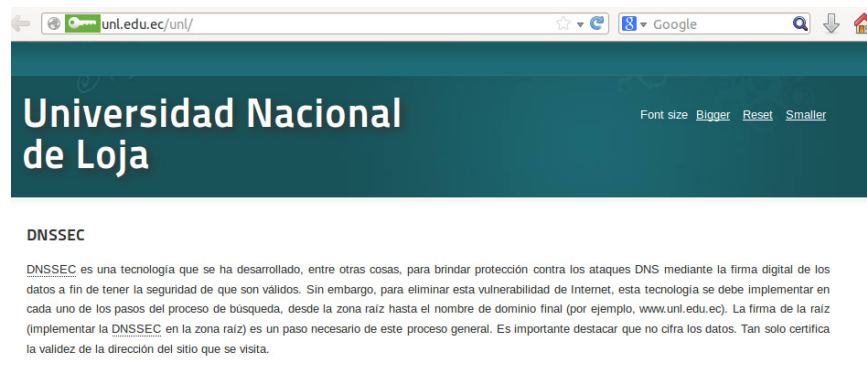 unl.edu.ec/unl/
Google
Universidad Nacional
de Loja
Font size Bigger Reset Smaller
DNSSEC
DNSSEC es una tecnología que se ha desarrollado, entre otras cosas, para brindar protección contra los ataques DNS mediante la firma digital de los
datos a fin de tener la seguridad de que son válidos. Sin embargo, para eliminar esta vulnerabilidad de Internet, esta tecnología se debe implementar en
cada uno de los pasos del proceso de búsqueda, desde la zona raíz hasta el nombre de dominio final (por ejemplo, www.unl.edu.ec). La firma de la raíz
(implementar la DNSSEC en la zona raíz) es un paso necesario de este proceso general. Es importante destacar que no cifra los datos. Tan solo certifica
la validez de la dirección del sitio que se visita.